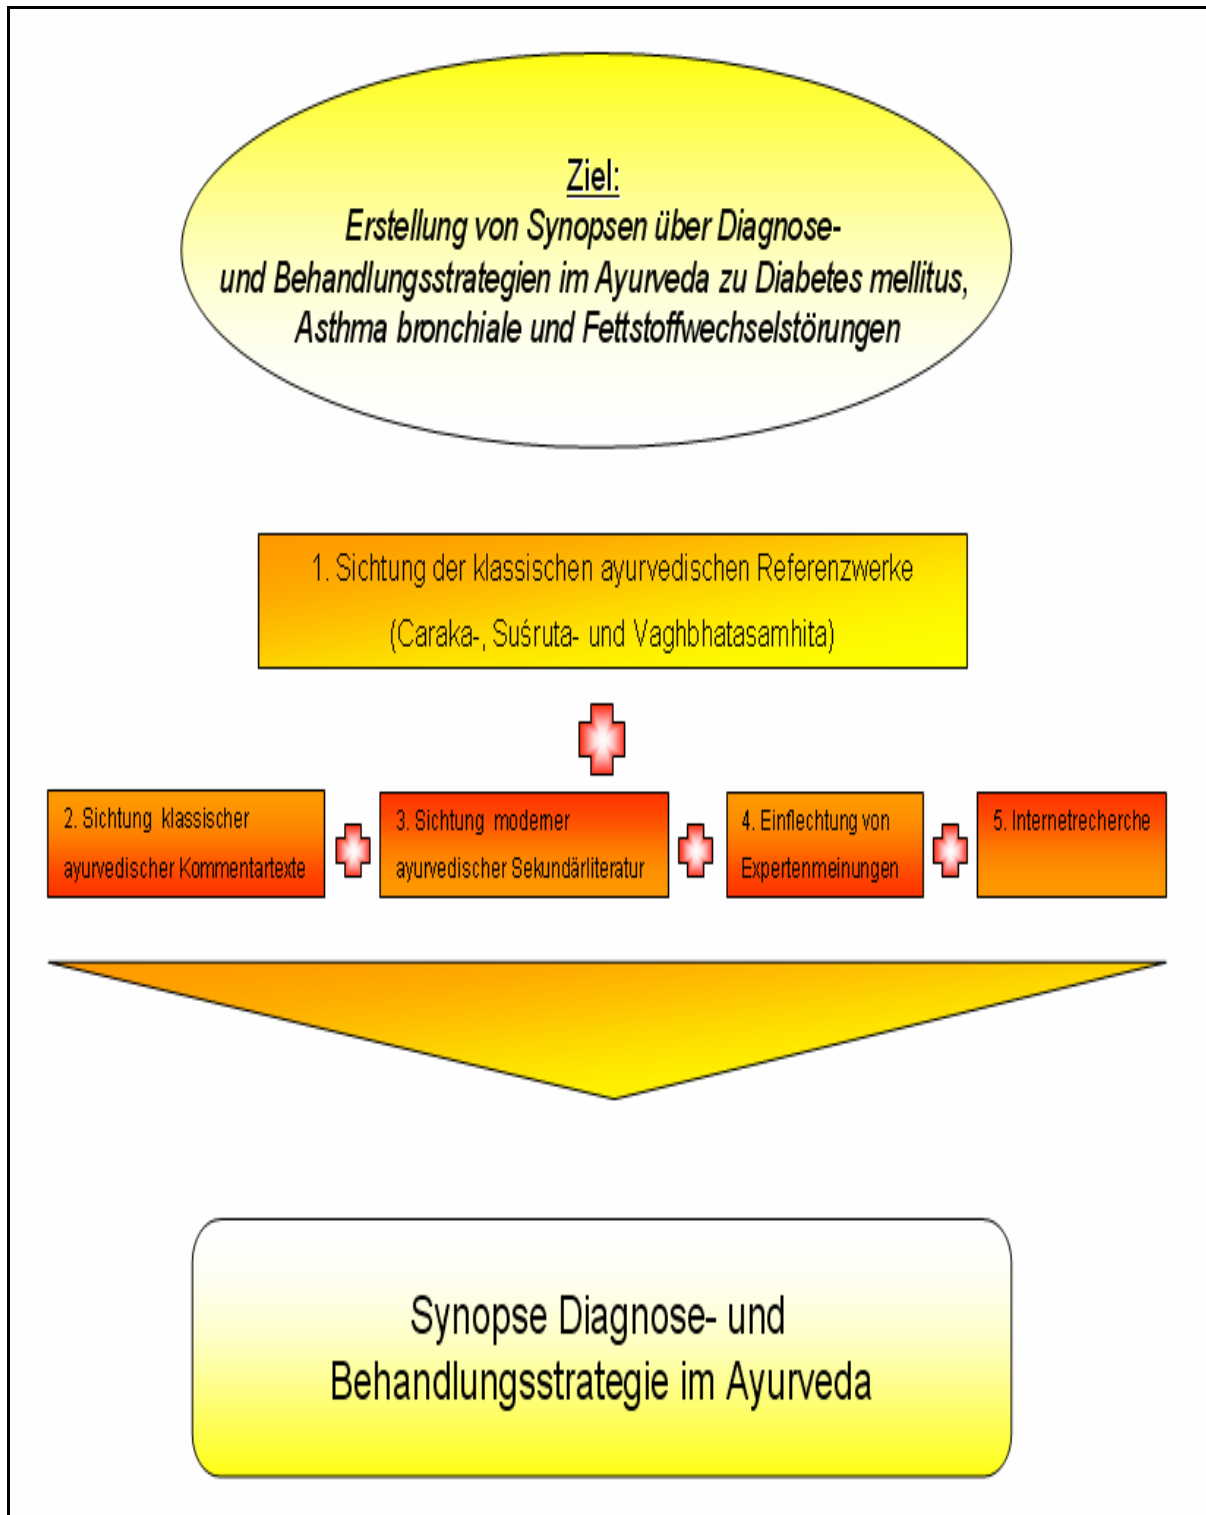 Ziel:
Erstellung von Synopsen über Diagnose-
und Behandlungsstrategien im Ayurveda zu Diabetes mellitus,
Asthma bronchiale und Fettstoffwechselstörungen
1. Sichtung der klassischen ayurvedischen Referenzwerke
(Caraka-, Suśruta- und Vaghbhatasamhita)
2. Sichtung klassischer
ayurvedischer Kommentartexte
3. Sichtung moderner
ayurvedischer Sekundärliteratur
4. Einflechtung von
Expertenmeinungen
5. Internetrecherche
Synopse Diagnose- und
Behandlungsstrategie im Ayurveda